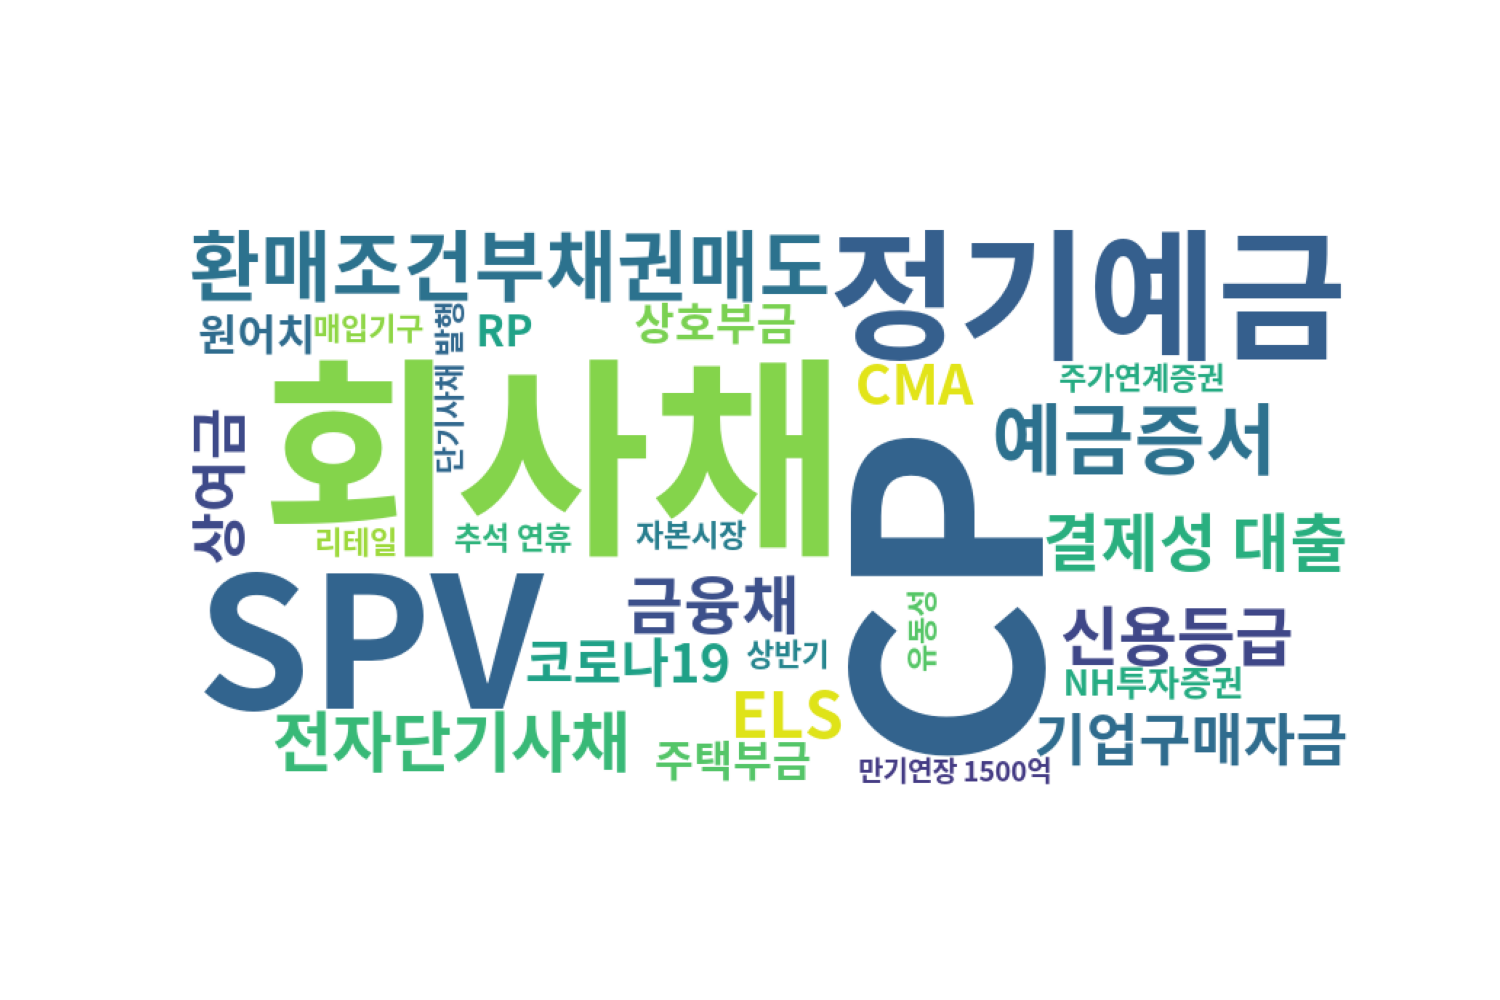 환매조건부채권매도
정기예금
원어치
매입기구
단기사채 발행
RP
상호부금
회사채
CMA
주가연계증권
예금증서
상여금
CP
리테일
추석 연휴
자본시장
결제성 대출
SPV
금융채
유동성
신용등급
코로나19
상반기
NH투자증권
ELS
전자단기사채
주택부금
기업구매자금
만기연장 1500억